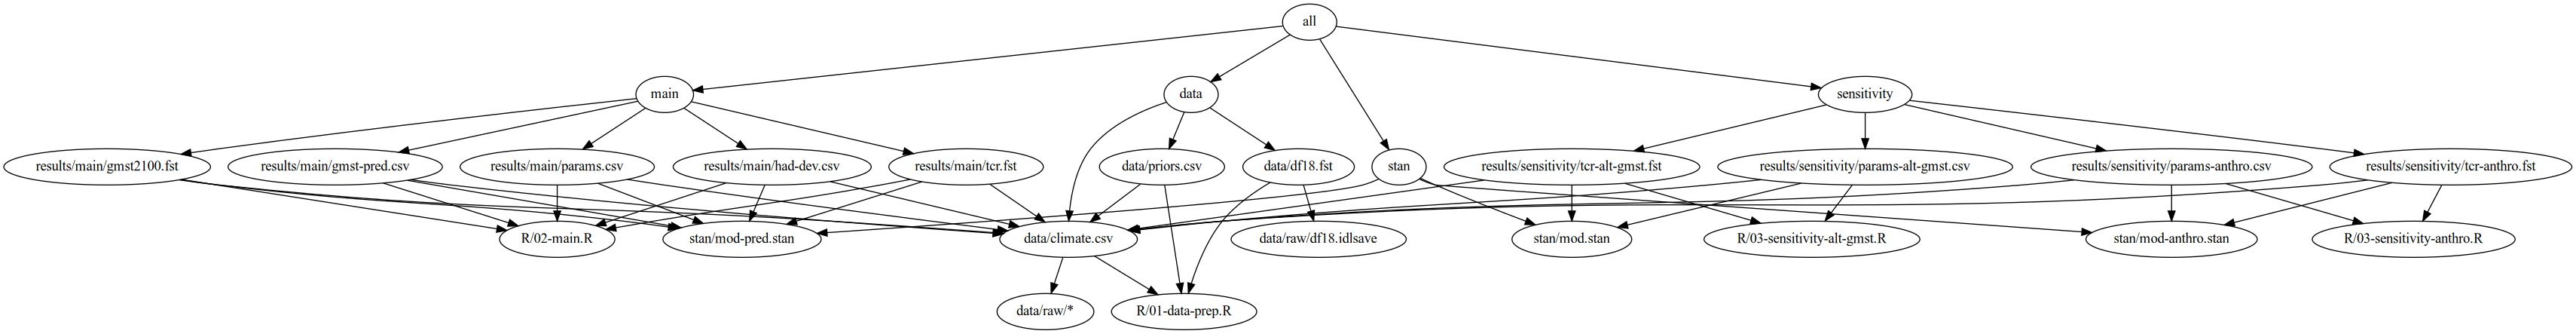 all
main
data
sensitivity
results/main/gmst2100.fst
results/main/gmst-pred.csv
results/main/params.csv
results/main/had-dev.csv
results/main/tcr.fst
data/priors.csv
data/df18.fst
stan
results/sensitivity/tcr-alt-gmst.fst
results/sensitivity/params-alt-gmst.csv
results/sensitivity/params-anthro.csv
results/sensitivity/tcr-anthro.fst
R/02-main.R
stan/mod-pred.stan
data/climate.csv
data/raw/df18.idlsave
stan/mod.stan
R/03-sensitivity-alt-gmst.R
stan/mod-anthro.stan
R/03-sensitivity-anthro.R
data/raw/*
R/01-data-prep.R